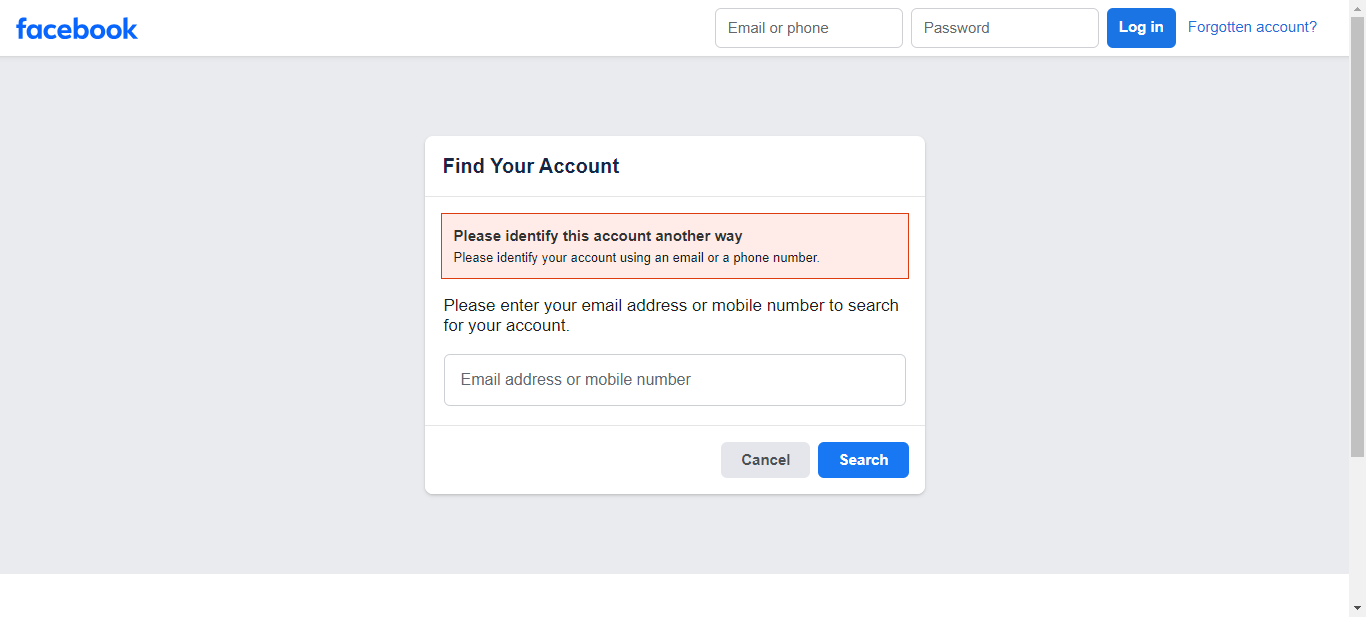 facebook
Email or phone
Password
Log in
Forgotten account?
Find Your Account
Please identify this account another way
Please identify your account using an email or a phone number.
Please enter your email address or mobile number to search
for your account.
Email address or mobile number
Cancel
Search